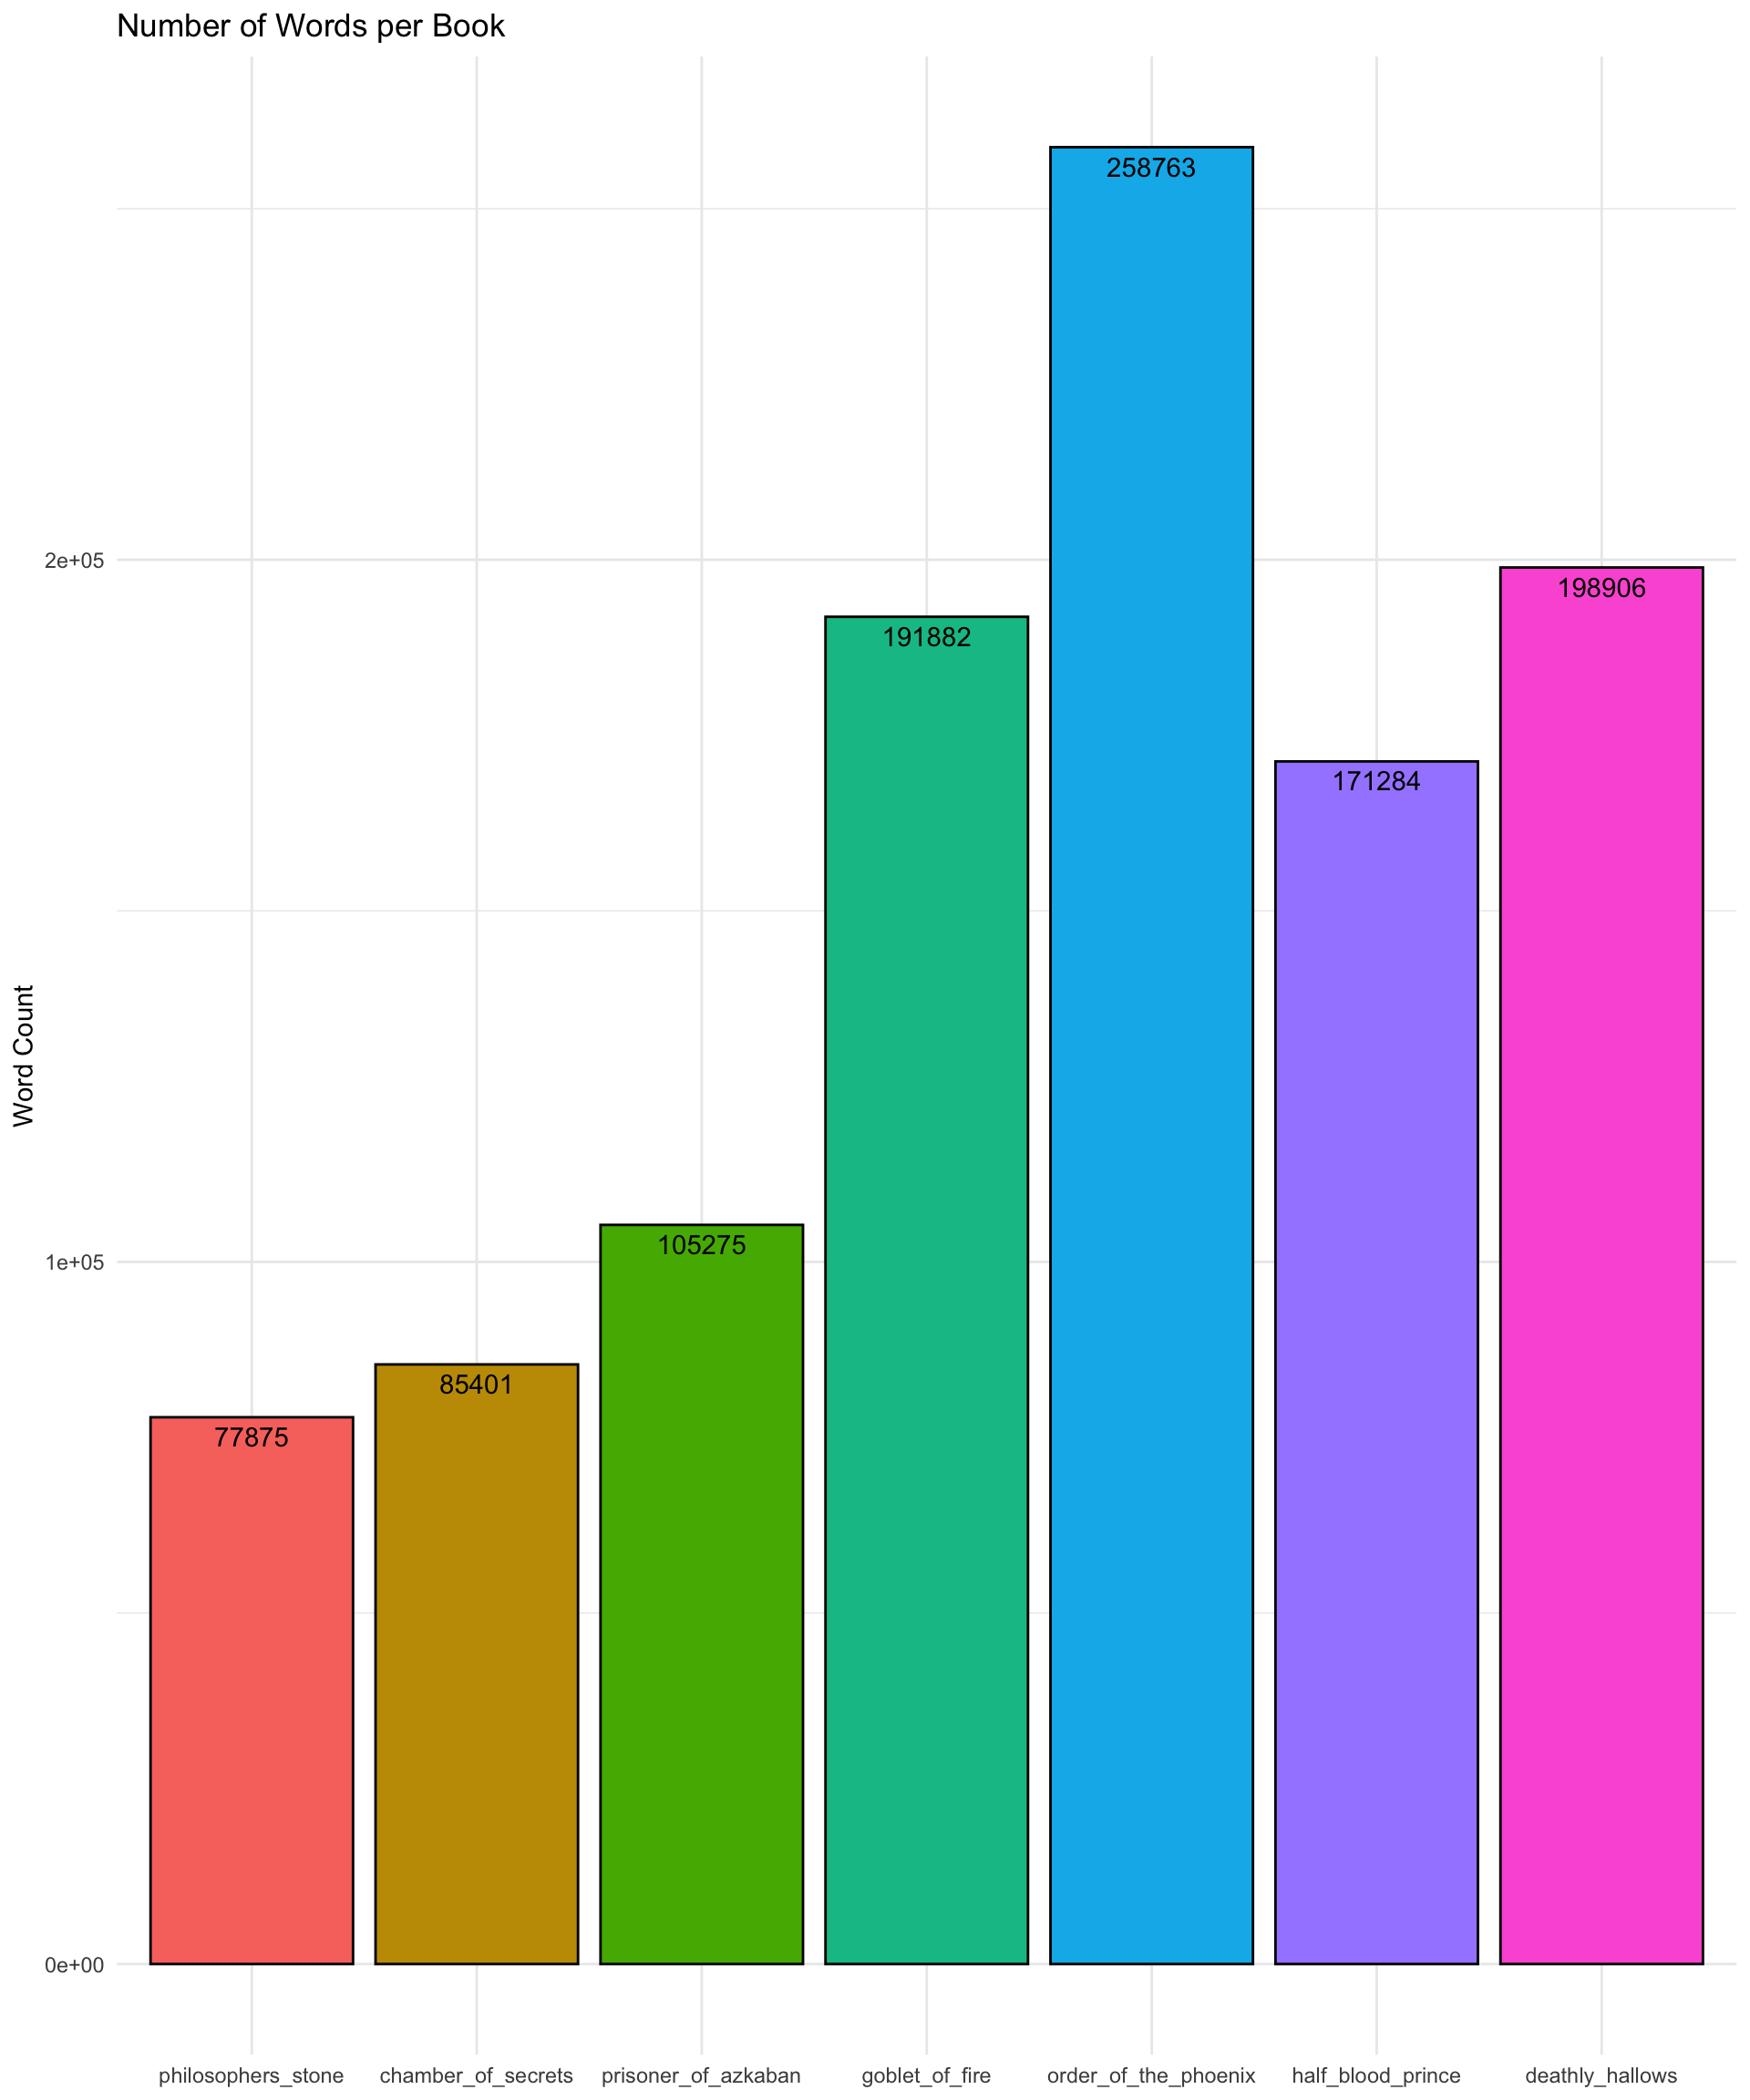 Number of Words per Book
258763
2e+05
198906
191882
171284
Word Count
105275
1e+05
85401
77875
0e+00
philosophers_stone chamber_of_secrets prisoner_of_azkaban goblet_of_fire order_of_the_phoenix half_blood_prince deathly_hallows